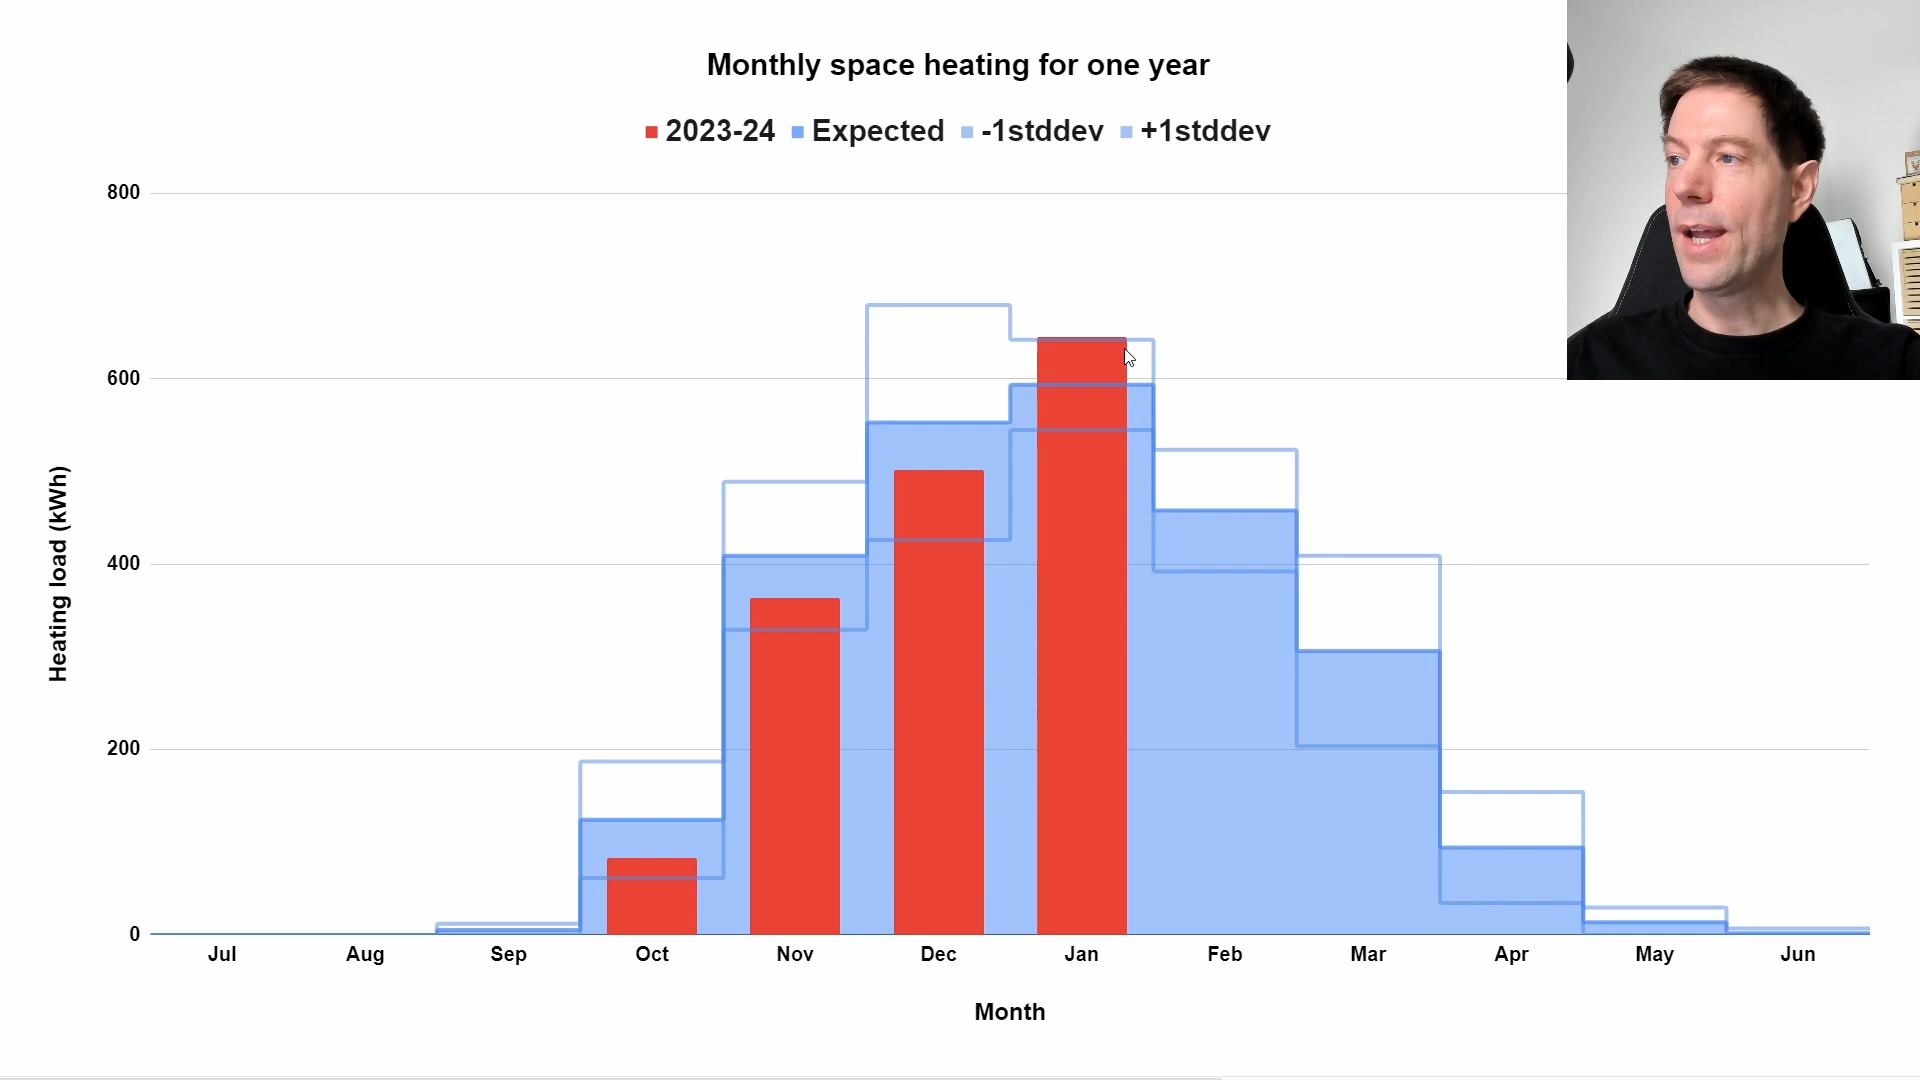 Monthly space heating for one year
2023-24 Expected -1stddev +1stddev
800
600
400
200
0
Heating load (kWh)
Jul Aug Sep Oct Nov Dec Jan Feb Mar Apr May Jun
Month